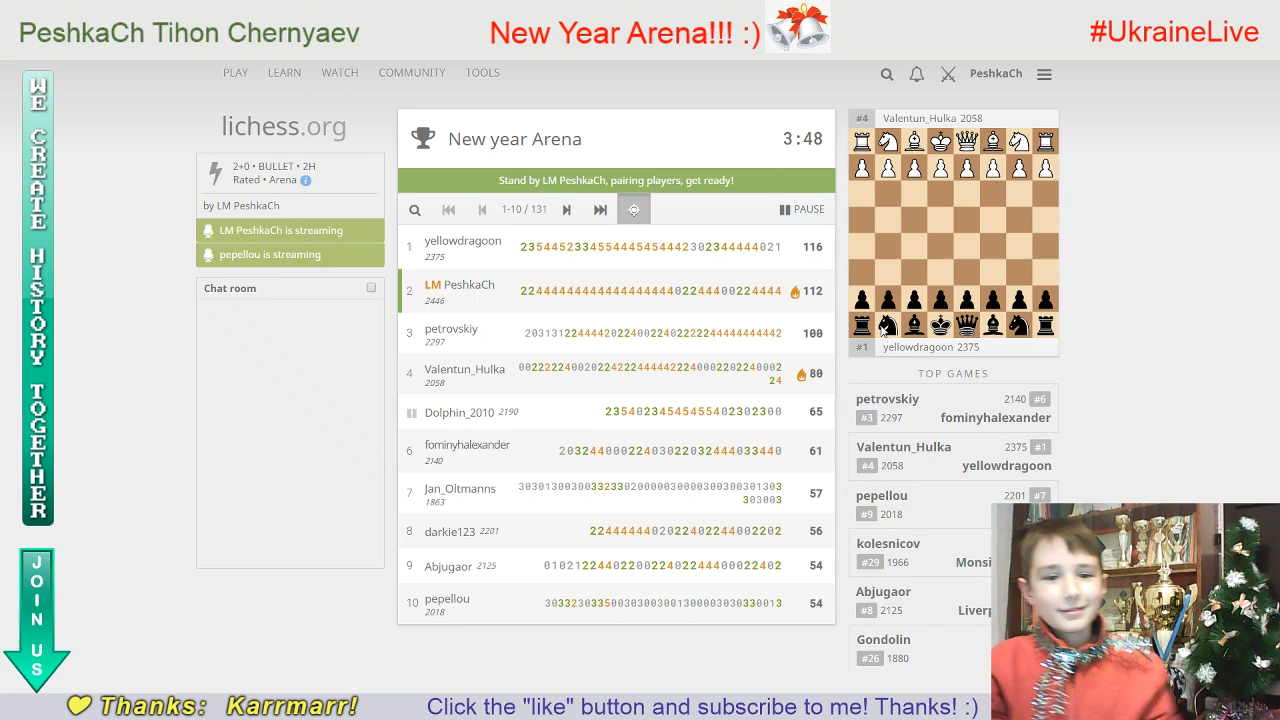 PeshkaCh Tihon Chernyaev
New Year Arena!!! :)
#UkraineLive
WE CREATE HISTORY TOGETHER
JOIN US
PLAY LEARN WATCH COMMUNITY TOOLS
PeshkaCh
lichess.org
2+0 • BULLET • 2H
Rated • Arena
by LM PeshkaCh
LM PeshkaCh is streaming
pepellou is streaming
Chat room
New year Arena 3:48
Stand by LM PeshkaCh, pairing players, get ready!
1-10 / 131 PAUSE
1 yellowdragoon 2375 116
2 LM PeshkaCh 2446 112
3 petrovskiy 2297 100
4 Valentun_Hulka 2058 80
Dolphin_2010 2190 65
6 fominyhalexander 2140 61
7 Jan_Oltmanns 1863 57
8 darkie123 2201 56
9 Abjugaor 2125 54
10 pepellou 2018 54
#4 Valentun_Hulka 2058
#1 yellowdragoon 2375
TOP GAMES
petrovskiy 2140 #6
#3 2297 fominyhalexander
Valentun_Hulka 2375 #1
#4 2058 yellowdragoon
pepellou 2201 #7
#9 2018
kolesnicov
#29 1966 Monsi
Abjugaor
#8 2125 Liverp
Gondolin
#26 1880
Thanks: Karrmarr!
Click the "like" button and subscribe to me! Thanks! :)